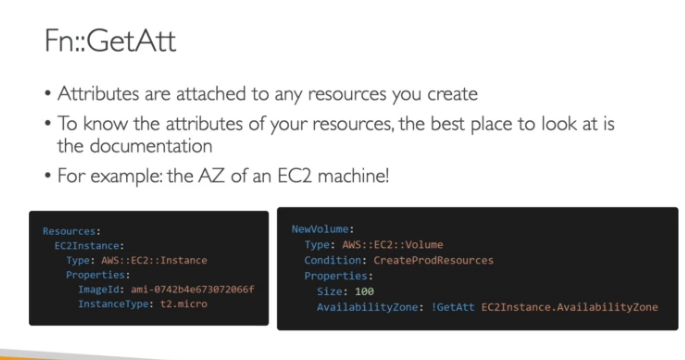 Fn::GetAtt
• Attributes are attached to any resources you create
• To know the attributes of your resources, the best place to look at is
the documentation
• For example: the AZ of an EC2 machine!
Resources:
EC2Instance:
Type: AWS::EC2::Instance
Properties:
ImageId: ami-0742b4e673072066f
InstanceType: t2.micro
NewVolume:
Type: AWS::EC2::Volume
Condition: CreateProdResources
Properties:
Size: 100
AvailabilityZone: !GetAtt EC2Instance.AvailabilityZone